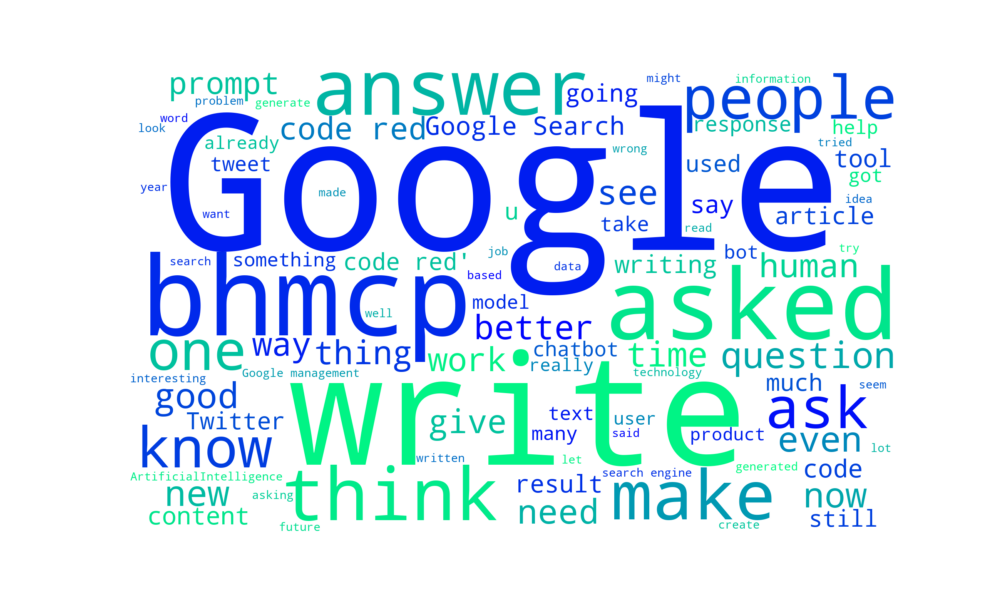 might
information
prompt
answer
going
people
problem
generate
word
look
code red
Google Search
response
help
already
tried
Google
tweet
wrong
used
tool
got
year
made
see
say
idea
want
u
take
read
article
search
something
code red'
job
bot
try
based
data
writing
human
bhmcp
model
asked
well
better
one
way
thing
work
chatbot
really
time
question
interesting
Google management
technology
much
seem
good
write
ask
Twitter
give
text
user
many
said
product
know
even
lot
written
let
ArtificialIntelligence
think
search engine
generated
code
new
asking
result
make
now
content
need
still
future
create